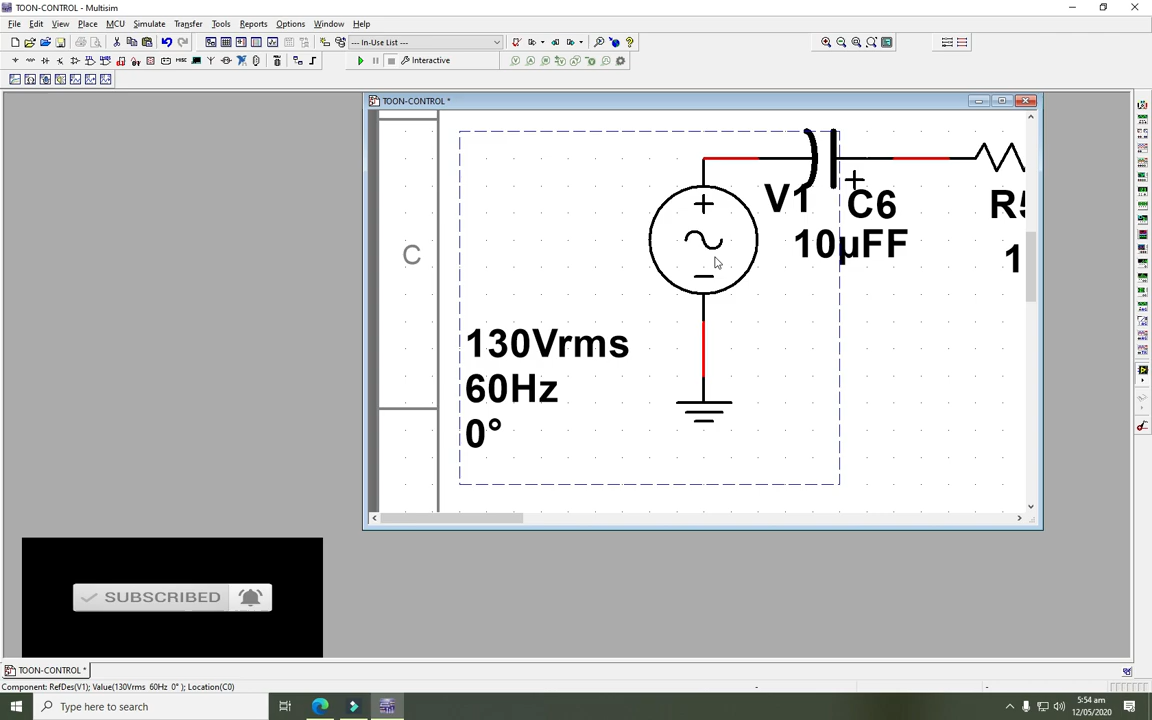 TOON-CONTROL * - Multisim
File Edit View Place MCU Simulate Transfer Tools Reports Options Window Help
--- In-Use List ---
Interactive
TOON-CONTROL *
C
V1
C6
10µFF
R5
1
130Vrms
60Hz
0°
SUBSCRIBED
TOON-CONTROL *
Component: RefDes(V1); Value(130Vrms 60Hz 0° ); Location(C0)
Type here to search
5:54 am
12/05/2020